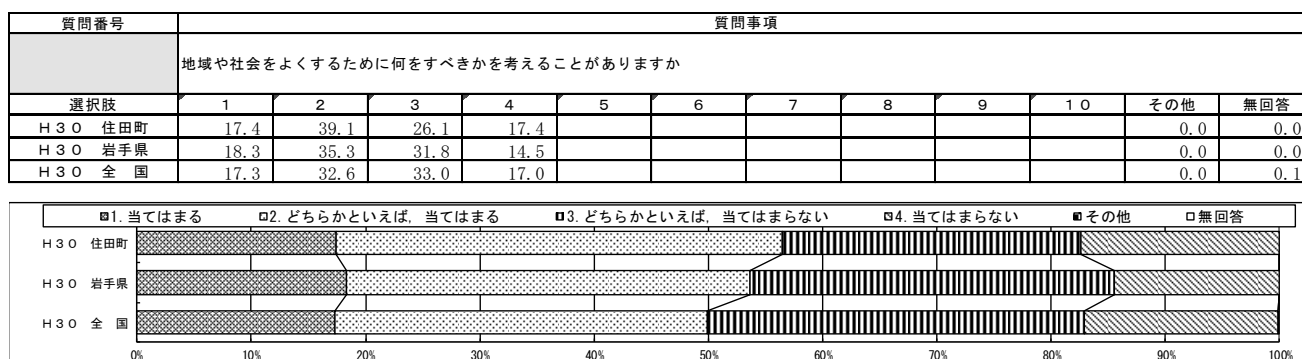 質問番号 質問事項
地域や社会をよくするために何をすべきかを考えることがありますか
選択肢 1 2 3 4 5 6 7 8 9 10 その他 無回答
H30 住田町 17.4 39.1 26.1 17.4 0.0 0.0
H30 岩手県 18.3 35.3 31.8 14.5 0.0 0.0
H30 全 国 17.3 32.6 33.0 17.0 0.0 0.1
1.当てはまる 2.どちらかといえば，当てはまる 3.どちらかといえば，当てはまらない 4.当てはまらない その他 無回答
H30 住田町
H30 岩手県
H30 全 国
0% 10% 20% 30% 40% 50% 60% 70% 80% 90% 100%